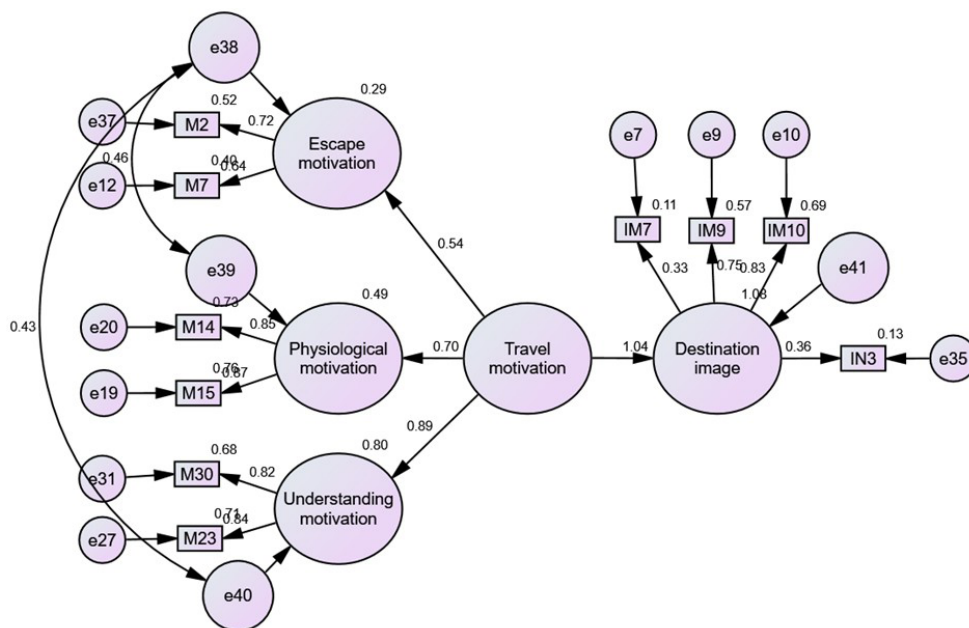 e38
0.29
0.52
e37
M2
0.72
Escape
motivation
0.46
0.40
0.64
e12
M7
e7
e9
e10
0.11
0.57
0.69
IM7
IM9
IM10
0.54
0.33
0.75
0.83
e41
e39
1.08
0.73
0.49
0.43
e20
M14
0.85
Physiological
motivation
0.70
Travel
motivation
1.04
Destination
image
0.36
0.13
IN3
e35
0.76
0.87
e19
M15
0.89
0.80
0.68
e31
M30
0.82
Understanding
motivation
0.71
0.84
e27
M23
e40